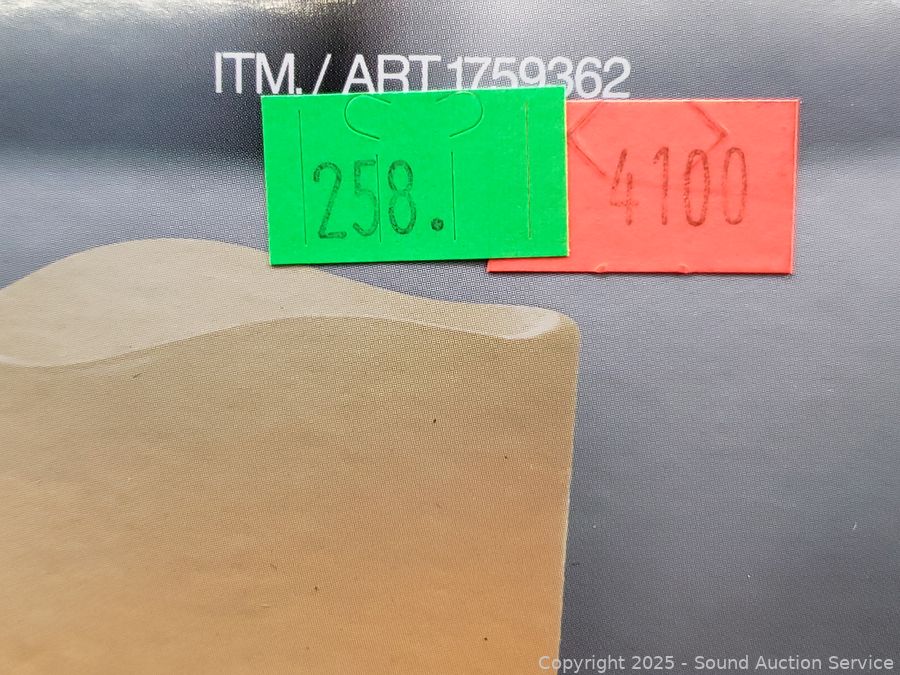 ITM. / ART 1759362
258.
4100
Copyright 2025 - Sound Auction Service